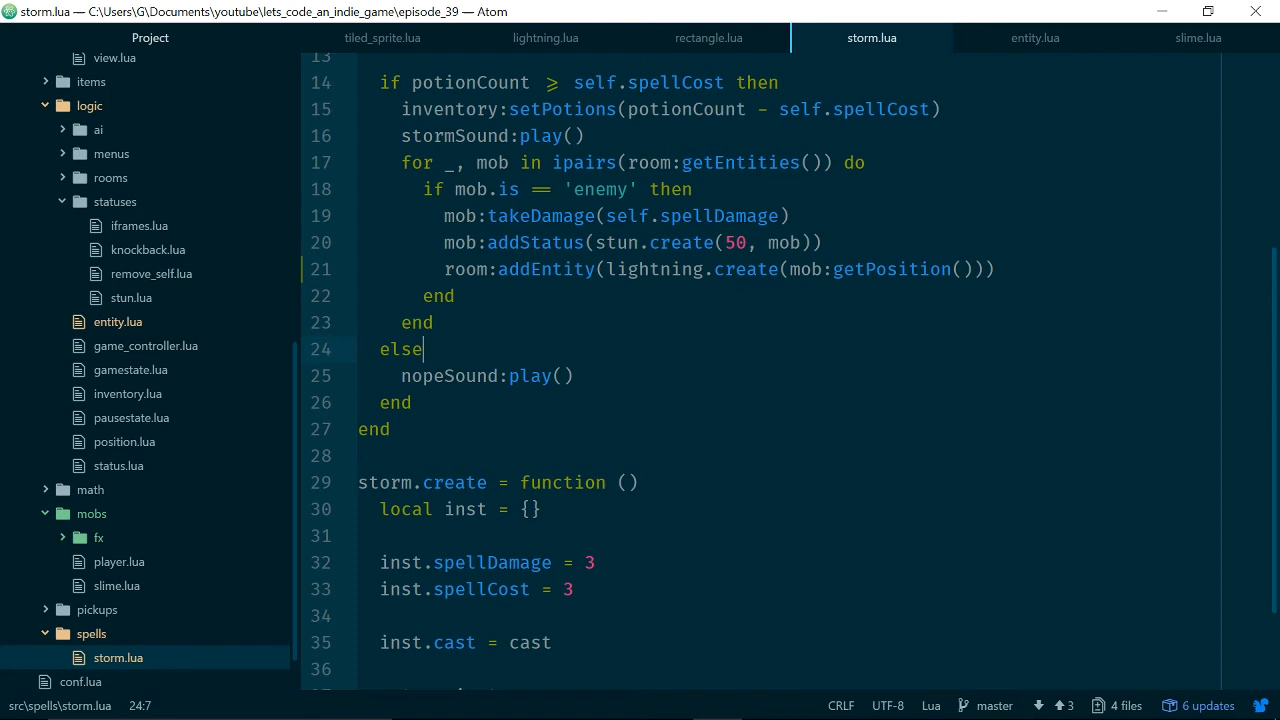 storm.lua — C:\Users\G\Documents\youtube\lets_code_an_indie_game\episode_39 — Atom
Project
tiled_sprite.lua
lightning.lua
rectangle.lua
storm.lua
entity.lua
slime.lua
view.lua
items
logic
ai
menus
rooms
statuses
iframes.lua
knockback.lua
remove_self.lua
stun.lua
entity.lua
game_controller.lua
gamestate.lua
inventory.lua
pausestate.lua
position.lua
status.lua
math
mobs
fx
player.lua
slime.lua
pickups
spells
storm.lua
conf.lua
13
14 if potionCount ⩾ self.spellCost then
15 inventory:setPotions(potionCount - self.spellCost)
16 stormSound:play()
17 for _, mob in ipairs(room:getEntities()) do
18 if mob.is == 'enemy' then
19 mob:takeDamage(self.spellDamage)
20 mob:addStatus(stun.create(50, mob))
21 room:addEntity(lightning.create(mob:getPosition()))
22 end
23 end
24 else
25 nopeSound:play()
26 end
27 end
28
29 storm.create = function ()
30 local inst = {}
31
32 inst.spellDamage = 3
33 inst.spellCost = 3
34
35 inst.cast = cast
36
src\spells\storm.lua 24:7 CRLF UTF-8 Lua master 3 4 files 6 updates